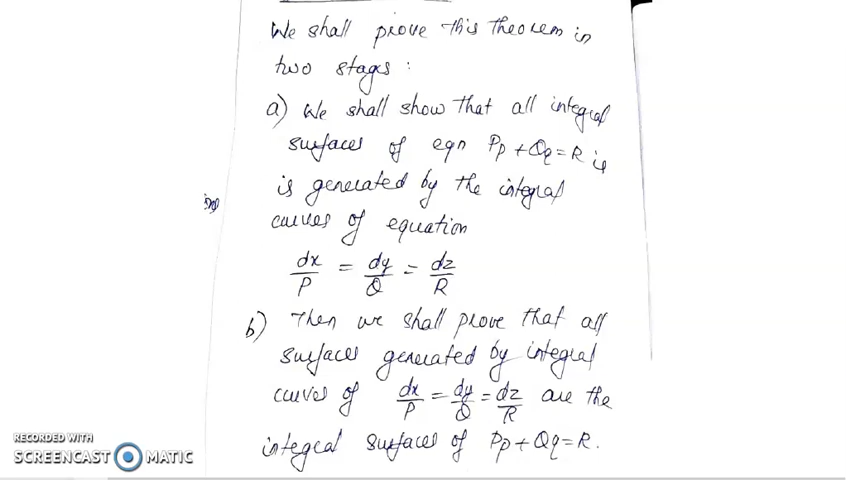 We shall prove this theorem in
two stages :
a) We shall show that all integral
surfaces of eqn Pp + Qq = R is
is generated by the integral
curves of equation
dx/P = dy/Q = dz/R
b) Then we shall prove that all
surfaces generated by integral
curves of dx/P = dy/Q = dz/R are the
integral surfaces of Pp + Qq = R.
RECORDED WITH
SCREENCAST MATIC